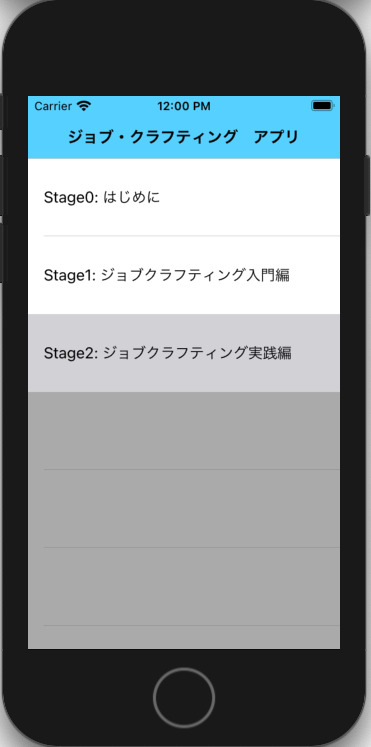 Carrier 12:00 PM
ジョブ・クラフティング　アプリ
Stage0: はじめに
Stage1: ジョブクラフティング入門編
Stage2: ジョブクラフティング実践編